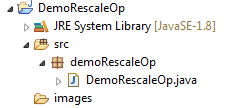 DemoRescaleOp
JRE System Library [JavaSE-1.8]
src
demoRescaleOp
DemoRescaleOp.java
images